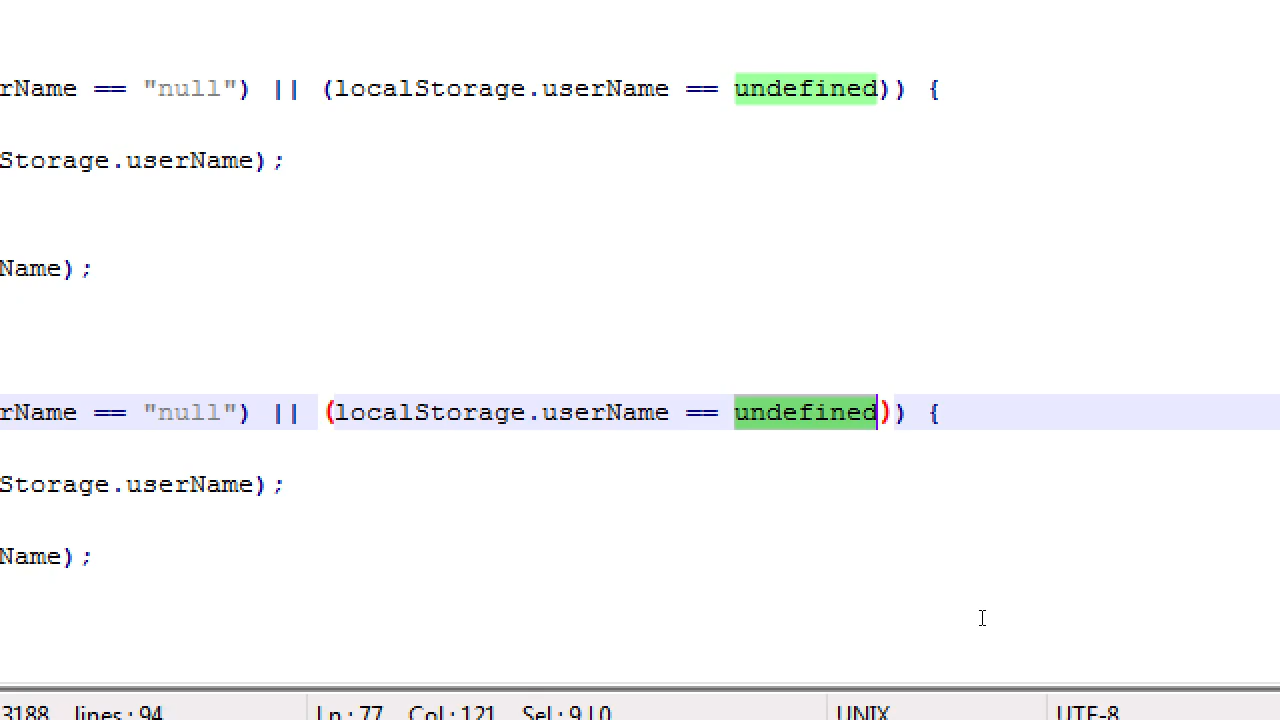 rName == "null") || (localStorage.userName == undefined)) {
Storage.userName);
Name);
rName == "null") || (localStorage.userName == undefined)) {
Storage.userName);
Name);
3188 lines : 94 Ln : 77 Col : 121 Sel : 9 | 0 UNIX UTF-8